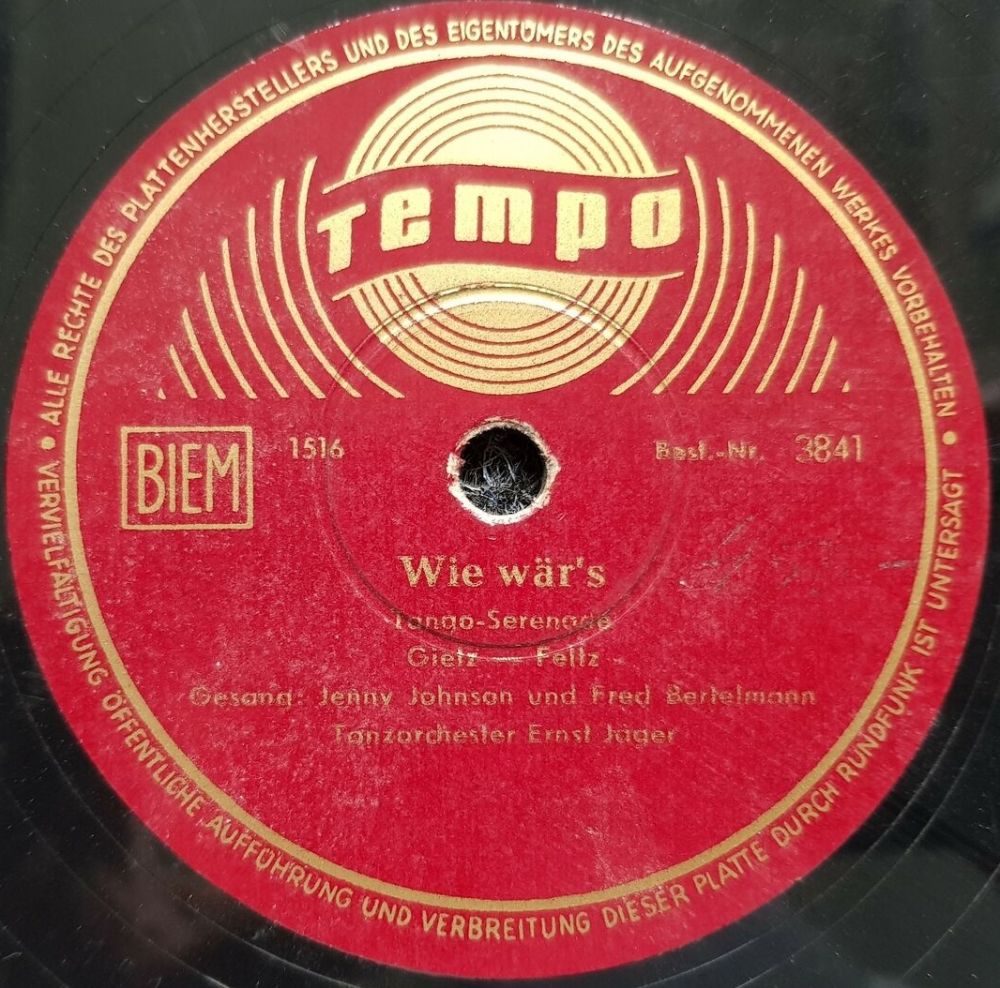 ALLE RECHTE DES PLATTENHERSTELLERS UND DES EIGENTÜMERS DES AUFGENOMMENEN WERKES VORBEHALTEN •
Tempo
BIEM
1516
Best.-Nr. 3841
Wie wär's
Tango-Serenade
Gietz — Feltz
Gesang: Jenny Johnson und Fred Bertelmann
Tanzorchester Ernst Jäger
• VERVIELFÄLTIGUNG, ÖFFENTLICHE AUFFÜHRUNG UND VERBREITUNG DIESER PLATTE DURCH RUNDFUNK IST UNTERSAGT